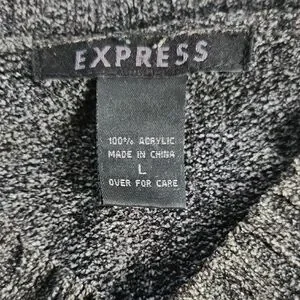 EXPRESS
100% ACRYLIC
MADE IN CHINA
L
OVER FOR CARE